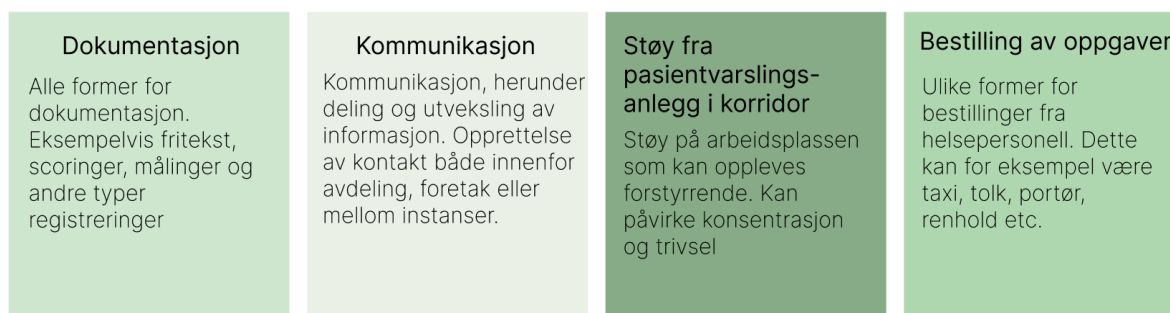 Dokumentasjon
Alle former for
dokumentasjon.
Eksempelvis fritekst,
scoringer, målinger og
andre typer
registreringer
Kommunikasjon
Kommunikasjon, herunder
deling og utveksling av
informasjon. Opprettelse
av kontakt både innenfor
avdeling, foretak eller
mellom instanser.
Støy fra
pasientvarslings-
anlegg i korridor
Støy på arbeidsplassen
som kan oppleves
forstyrrende. Kan
påvirke konsentrasjon
og trivsel
Bestilling av oppgaver
Ulike former for
bestillinger fra
helsepersonell. Dette
kan for eksempel være
taxi, tolk, portør,
renhold etc.